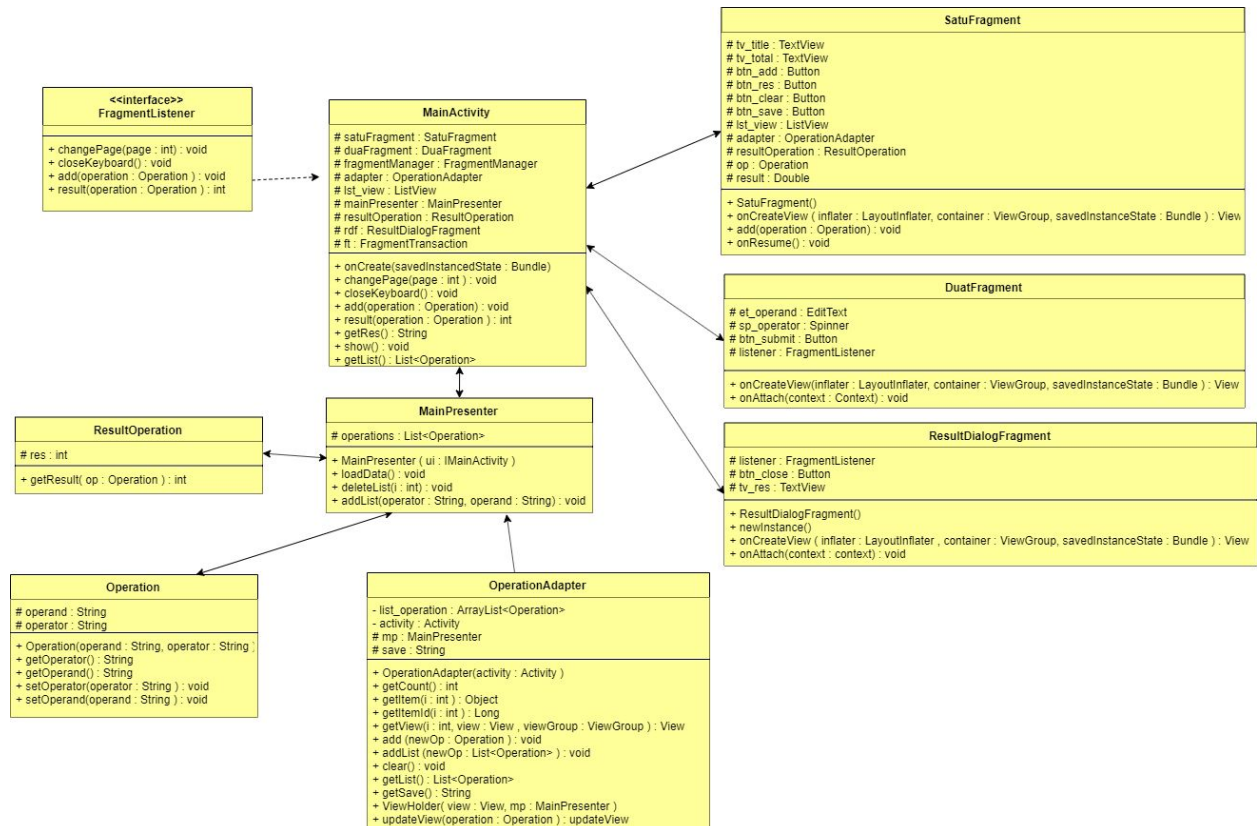 <<interface>>
FragmentListener
+ changePage(page : int) : void
+ closeKeyboard() : void
+ add(operation : Operation ) : void
+ result(operation : Operation ) : int
MainActivity
# satuFragment : SatuFragment
# duaFragment : DuaFragment
# fragmentManager : FragmentManager
# adapter : OperationAdapter
# lst_view : ListView
# mainPresenter : MainPresenter
# resultOperation : ResultOperation
# rdf : ResultDialogFragment
# ft : FragmentTransaction
+ onCreate(savedInstancedState : Bundle)
+ changePage(page : int ) : void
+ closeKeyboard() : void
+ add(operation : Operation) : void
+ result(operation : Operation ) : int
+ getRes() : String
+ show() : void
+ getList() : List<Operation>
SatuFragment
# tv_title : TextView
# tv_total : TextView
# btn_add : Button
# btn_res : Button
# btn_clear : Button
# btn_save : Button
# lst_view : ListView
# adapter : OperationAdapter
# resultOperation : ResultOperation
# op : Operation
# result : Double
+ SatuFragment()
+ onCreateView ( inflater : LayoutInflater, container : ViewGroup, savedInstanceState : Bundle ) : View
+ add(operation : Operation) : void
+ onResume() : void
DuatFragment
# et_operand : EditText
# sp_operator : Spinner
# btn_submit : Button
# listener : FragmentListener
+ onCreateView(inflater : LayoutInflater, container : ViewGroup, savedInstanceState : Bundle ) : View
+ onAttach(context : Context) : void
ResultDialogFragment
# listener : FragmentListener
# btn_close : Button
# tv_res : TextView
+ ResultDialogFragment()
+ newInstance()
+ onCreateView ( inflater : LayoutInflater , container : ViewGroup, savedInstanceState : Bundle ) : View
+ onAttach(context : context) : void
MainPresenter
# operations : List<Operation>
+ MainPresenter ( ui : IMainActivity )
+ loadData() : void
+ deleteList(i : int) : void
+ addList(operator : String, operand : String) : void
ResultOperation
# res : int
+ getResult( op : Operation ) : int
Operation
# operand : String
# operator : String
+ Operation(operand : String, operator : String )
+ getOperator() : String
+ getOperand() : String
+ setOperator(operator : String ) : void
+ setOperand(operand : String ) : void
OperationAdapter
- list_operation : ArrayList<Operation>
- activity : Activity
# mp : MainPresenter
# save : String
+ OperationAdapter(activity : Activity )
+ getCount() : int
+ getItem(i : int ) : Object
+ getItemId(i : int ) : Long
+ getView(i : int, view : View , viewGroup : ViewGroup ) : View
+ add (newOp : Operation ) : void
+ addList (newOp : List<Operation> ) : void
+ clear() : void
+ getList() : List<Operation>
+ getSave() : String
+ ViewHolder( view : View, mp : MainPresenter )
+ updateView(operation : Operation ) : updateView